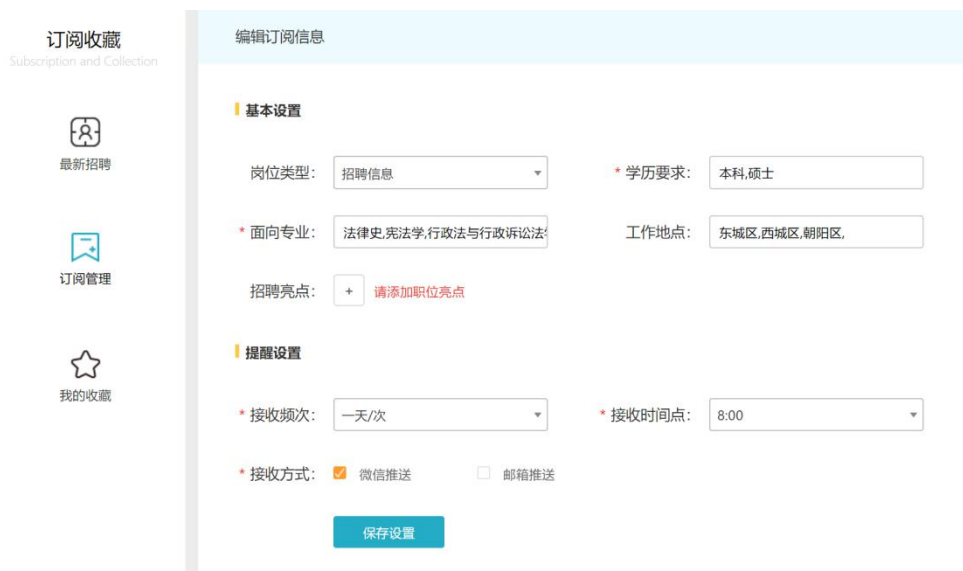 订阅收藏
Subscription and Collection
最新招聘
订阅管理
我的收藏
编辑订阅信息
基本设置
岗位类型： 招聘信息
* 学历要求： 本科,硕士
* 面向专业： 法律史,宪法学,行政法与行政诉讼法
工作地点： 东城区,西城区,朝阳区,
招聘亮点： + 请添加职位亮点
提醒设置
* 接收频次： 一天/次
* 接收时间点： 8:00
* 接收方式： 微信推送 邮箱推送
保存设置